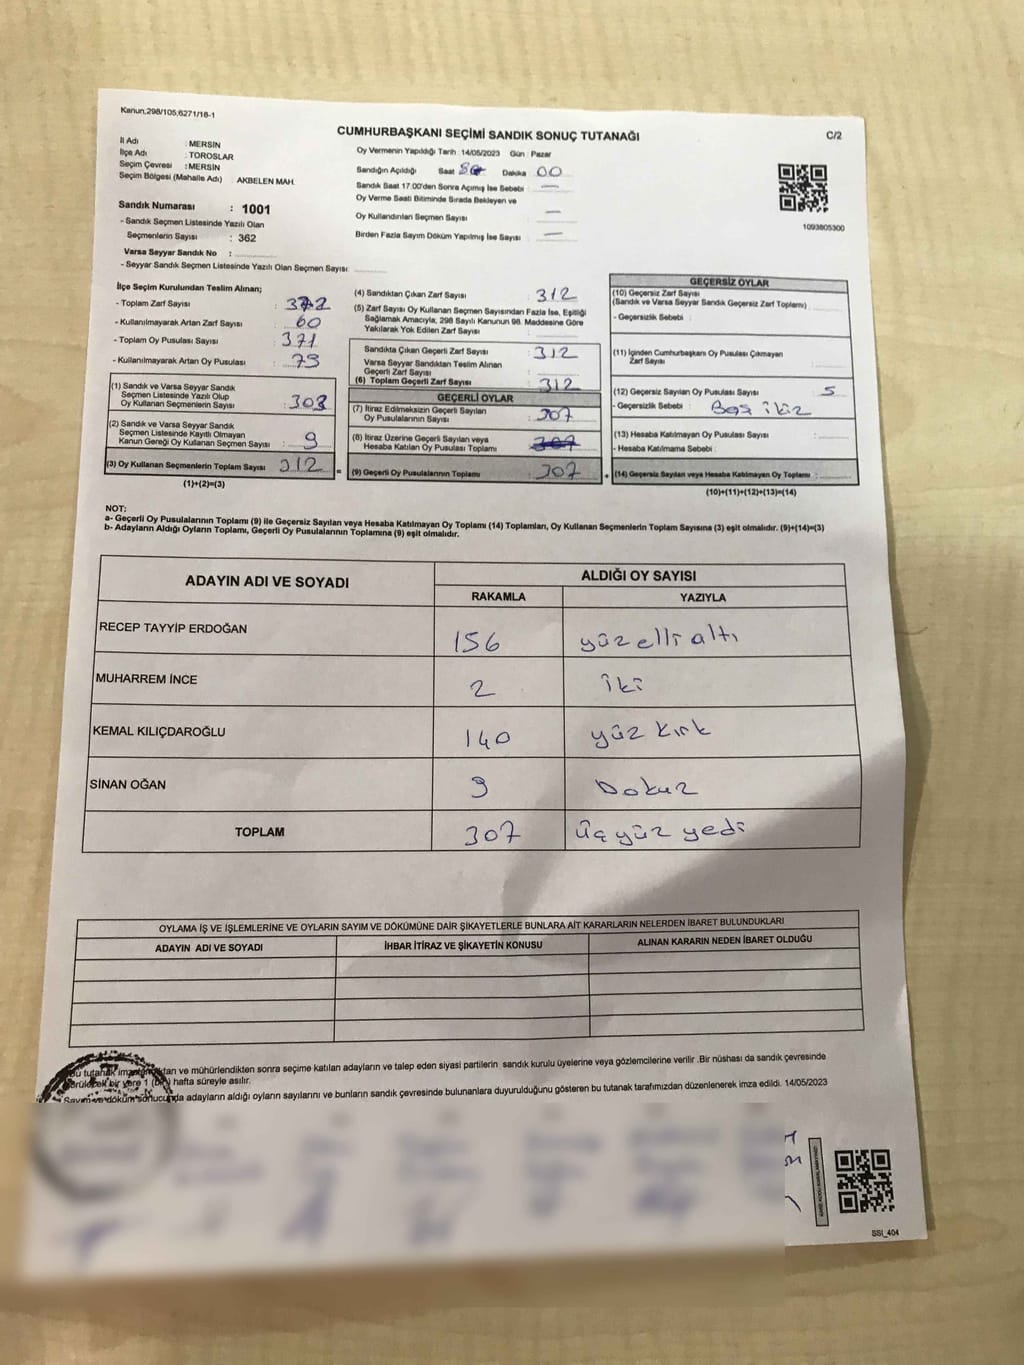 Kanun,298/105,6271/16-1
CUMHURBAŞKANI SEÇİMİ SANDIK SONUÇ TUTANAĞI
C/2
İl Adı : MERSİN
İlçe Adı : TOROSLAR
Seçim Çevresi : MERSİN
Seçim Bölgesi (Mahalle Adı) AKBELEN MAH.
Oy Vermenin Yapıldığı Tarih : 14/05/2023 Gün : Pazar
Sandığın Açıldığı Saat Dakika 00
Sandık Saat 17.00'den Sonra Açımış İse Sebebi : —
Oy Verme Saati Bitiminde Sırada Bekleyen ve
Oy Kullandırılan Seçmen Sayısı —
Birden Fazla Sayım Döküm Yapılmış İse Sayısı : —
1093805300
Sandık Numarası : 1001
- Sandık Seçmen Listesinde Yazılı Olan
Seçmenlerin Sayısı : 362
Varsa Seyyar Sandık No :
- Seyyar Sandık Seçmen Listesinde Yazılı Olan Seçmen Sayısı:
İlçe Seçim Kurulundan Teslim Alınan;
- Toplam Zarf Sayısı : 372
- Kullanılmayarak Artan Zarf Sayısı : 60
- Toplam Oy Pusulası Sayısı : 371
- Kullanılmayarak Artan Oy Pusulası : 73
(1) Sandık ve Varsa Seyyar Sandık
Seçmen Listesinde Yazılı Olup
Oy Kullanan Seçmenlerin Sayısı : 303
(2) Sandık ve Varsa Seyyar Sandık
Seçmen Listesinde Kayıtlı Olmayan
Kanun Gereği Oy Kullanan Seçmen Sayısı : 9
(3) Oy Kullanan Seçmenlerin Toplam Sayısı : 312 =
(1)+(2)=(3)
(4) Sandıktan Çıkan Zarf Sayısı : 312
(5) Zarf Sayısı Oy Kullanan Seçmen Sayısından Fazla İse, Eşitliği
Sağlamak Amacıyla, 298 Sayılı Kanunun 98. Maddesine Göre
Yakılarak Yok Edilen Zarf Sayısı :
Sandıkta Çıkan Geçerli Zarf Sayısı : 312
Varsa Seyyar Sandıktan Teslim Alınan
Geçerli Zarf Sayısı :
(6) Toplam Geçerli Zarf Sayısı : 312
GEÇERLİ OYLAR
(7) İtiraz Edilmeksizin Geçerli Sayılan
Oy Pusulasının Sayısı : 307
(8) İtiraz Üzerine Geçerli Sayılan veya
Hesaba Katılan Oy Pusulası Toplamı : 307
(9) Geçerli Oy Pusulalarının Toplamı : 307 +
GEÇERSİZ OYLAR
(10) Geçersiz Zarf Sayısı
(Sandık ve Varsa Seyyar Sandık Geçersiz Zarf Toplamı) :
- Geçersizlik Sebebi :
(11) İçinden Cumhurbaşkanı Oy Pusulası Çıkmayan
Zarf Sayısı :
(12) Geçersiz Sayılan Oy Pusulası Sayısı : 5
- Geçersizlik Sebebi :
(13) Hesaba Katılmayan Oy Pusulası Sayısı :
- Hesaba Katılmama Sebebi :
(14) Geçersiz Sayılan veya Hesaba Katılmayan Oy Toplamı :
(10)+(11)+(12)+(13)=(14)
NOT:
a- Geçerli Oy Pusulalarının Toplamı (9) ile Geçersiz Sayılan veya Hesaba Katılmayan Oy Toplamı (14) Toplamları, Oy Kullanan Seçmenlerin Toplam Sayısına (3) eşit olmalıdır. (9)+(14)=(3)
b- Adayların Aldığı Oyların Toplamı, Geçerli Oy Pusulalarının Toplamına (9) eşit olmalıdır.
ADAYIN ADI VE SOYADI ALDIĞI OY SAYISI
RAKAMLA YAZIYLA
RECEP TAYYİP ERDOĞAN 156 yüz elli altı
MUHARREM İNCE 2 iki
KEMAL KILIÇDAROĞLU 140 yüz kırk
SİNAN OĞAN 9 Dokuz
TOPLAM 307 üç yüz yedi
OYLAMA İŞ VE İŞLEMLERİNE VE OYLARIN SAYIM VE DÖKÜMÜNE DAİR ŞİKAYETLERLE BUNLARA AİT KARARLARIN NELERDEN İBARET BULUNDUKLARI
ADAYIN ADI VE SOYADI İHBAR İTİRAZ VE ŞİKAYETİN KONUSU ALINAN KARARIN NEDEN İBARET OLDUĞU
Bu tutanak ve mühürlendikten sonra seçime katılan adayların ve talep eden siyasi partilerin sandık kurulu üyelerine veya gözlemcilerine verilir .Bir nüshası da sandık çevresinde
bir yere 1 (bir) hafta süreyle asılır.
Sayım ve döküm sonucunda adayların aldığı oyların sayılarını ve bunların sandık çevresinde bulunanlara duyurulduğunu gösteren bu tutanak tarafımızdan düzenlenerek imza edildi. 14/05/2023
SSİ_404